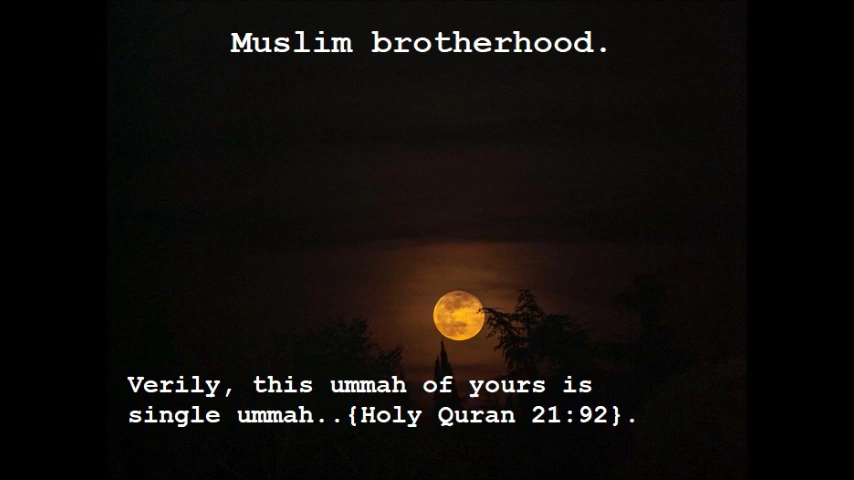 Muslim brotherhood.
Verily, this ummah of yours is
single ummah..{Holy Quran 21:92}.